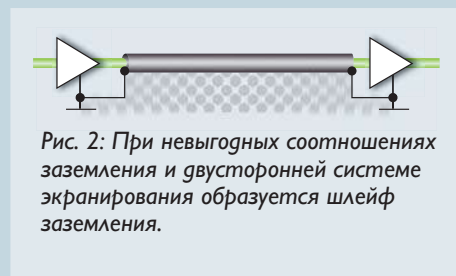 Рис. 2: При невыгодных соотношениях
заземления и двусторонней системе
экранирования образуется шлейф
заземления.